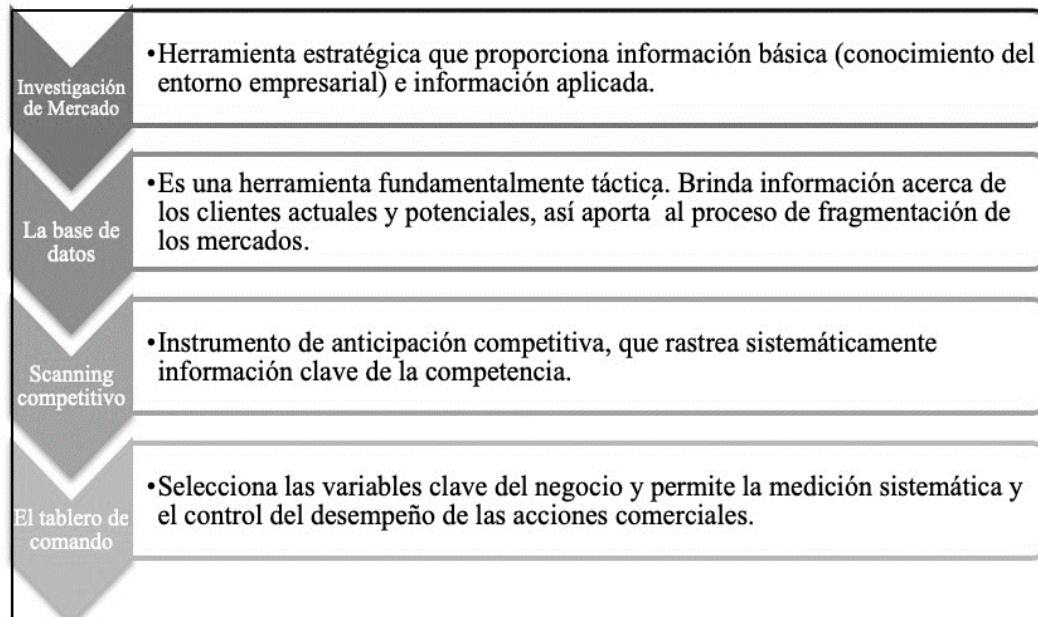 Investigación
de Mercado
•Herramienta estratégica que proporciona información básica (conocimiento del
entorno empresarial) e información aplicada.
La base de
datos
•Es una herramienta fundamentalmente táctica. Brinda información acerca de
los clientes actuales y potenciales, así aporta´ al proceso de fragmentación de
los mercados.
Scanning
competitivo
•Instrumento de anticipación competitiva, que rastrea sistemáticamente
información clave de la competencia.
El tablero de
comando
•Selecciona las variables clave del negocio y permite la medición sistemática y
el control del desempeño de las acciones comerciales.